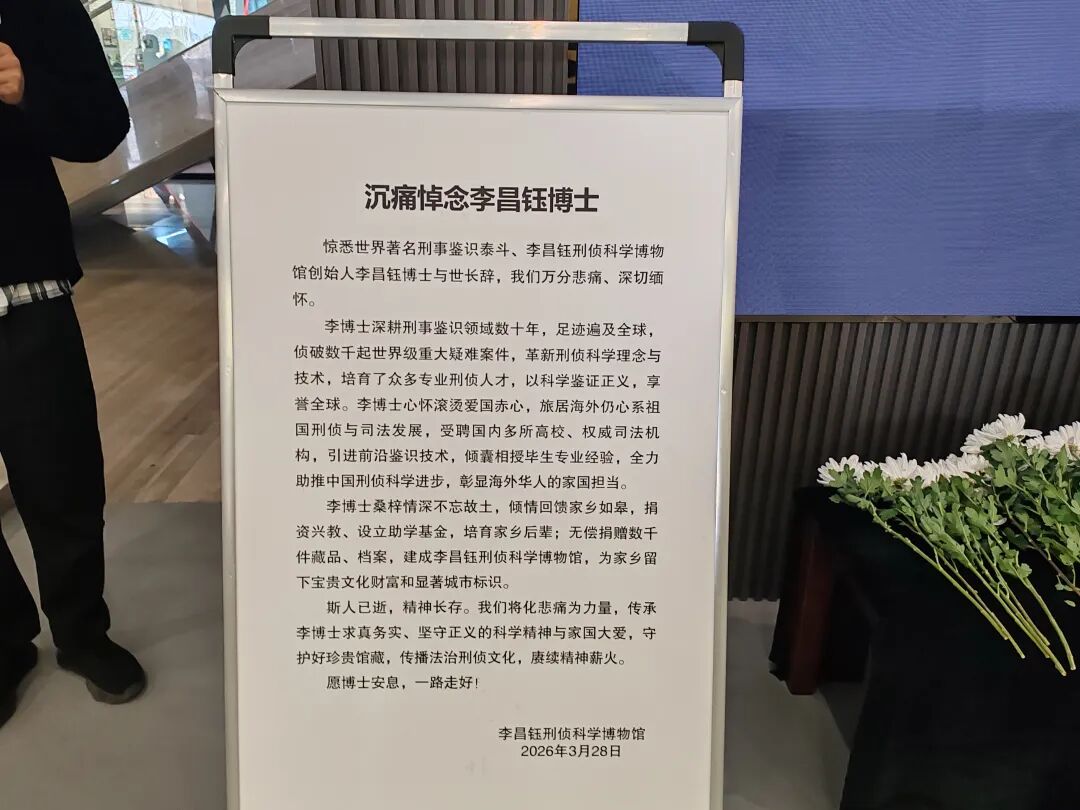 沉痛悼念李昌钰博士
惊悉世界著名刑事鉴识泰斗、李昌钰刑侦科学博物
馆创始人李昌钰博士与世长辞，我们万分悲痛、深切缅
怀。
李博士深耕刑事鉴识领域数十年，足迹遍及全球，
侦破数千起世界级重大疑难案件，革新刑侦科学理念与
技术，培育了众多专业刑侦人才，以科学鉴证正义，享
誉全球。李博士心怀滚烫爱国赤心，旅居海外仍心系祖
国刑侦与司法发展，受聘国内多所高校、权威司法机
构，引进前沿鉴识技术，倾囊相授毕生专业经验，全力
助推中国刑侦科学进步，彰显海外华人的家国担当。
李博士桑梓情深不忘故土，倾情回馈家乡如皋，捐
资兴教、设立助学基金，培育家乡后辈；无偿捐赠数千
件藏品、档案，建成李昌钰刑侦科学博物馆，为家乡留
下宝贵文化财富和显著城市标识。
斯人已逝，精神长存。我们将化悲痛为力量，传承
李博士求真务实、坚守正义的科学精神与家国大爱，守
护好珍贵馆藏，传播法治刑侦文化，赓续精神薪火。
愿博士安息，一路走好！
李昌钰刑侦科学博物馆
2026年3月28日